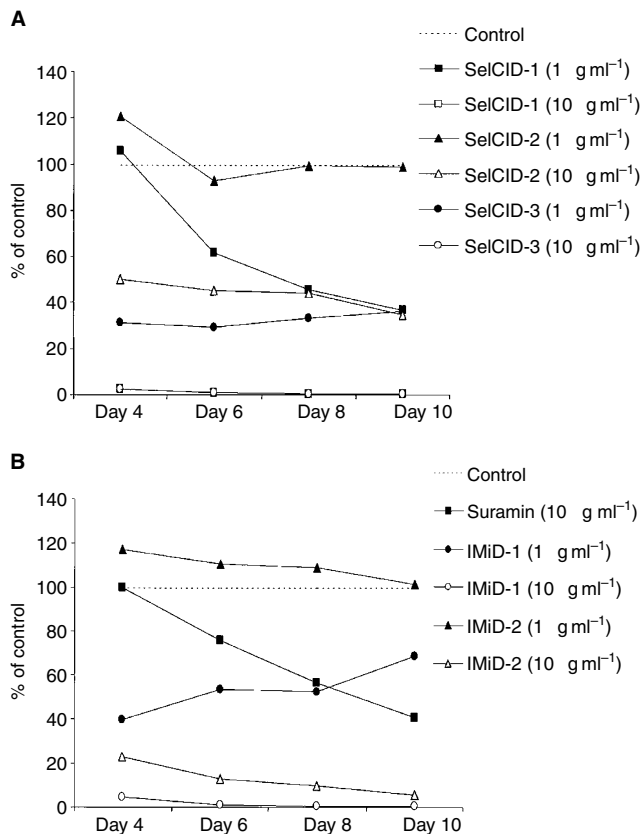 A
Control
SelCID-1 (1 g ml−1)
SelCID-1 (10 g ml−1)
SelCID-2 (1 g ml−1)
SelCID-2 (10 g ml−1)
SelCID-3 (1 g ml−1)
SelCID-3 (10 g ml−1)
% of control
140
120
100
80
60
40
20
0
Day 4 Day 6 Day 8 Day 10
B
Control
Suramin (10 g ml−1)
IMiD-1 (1 g ml−1)
IMiD-1 (10 g ml−1)
IMiD-2 (1 g ml−1)
IMiD-2 (10 g ml−1)
% of control
140
120
100
80
60
40
20
0
Day 4 Day 6 Day 8 Day 10